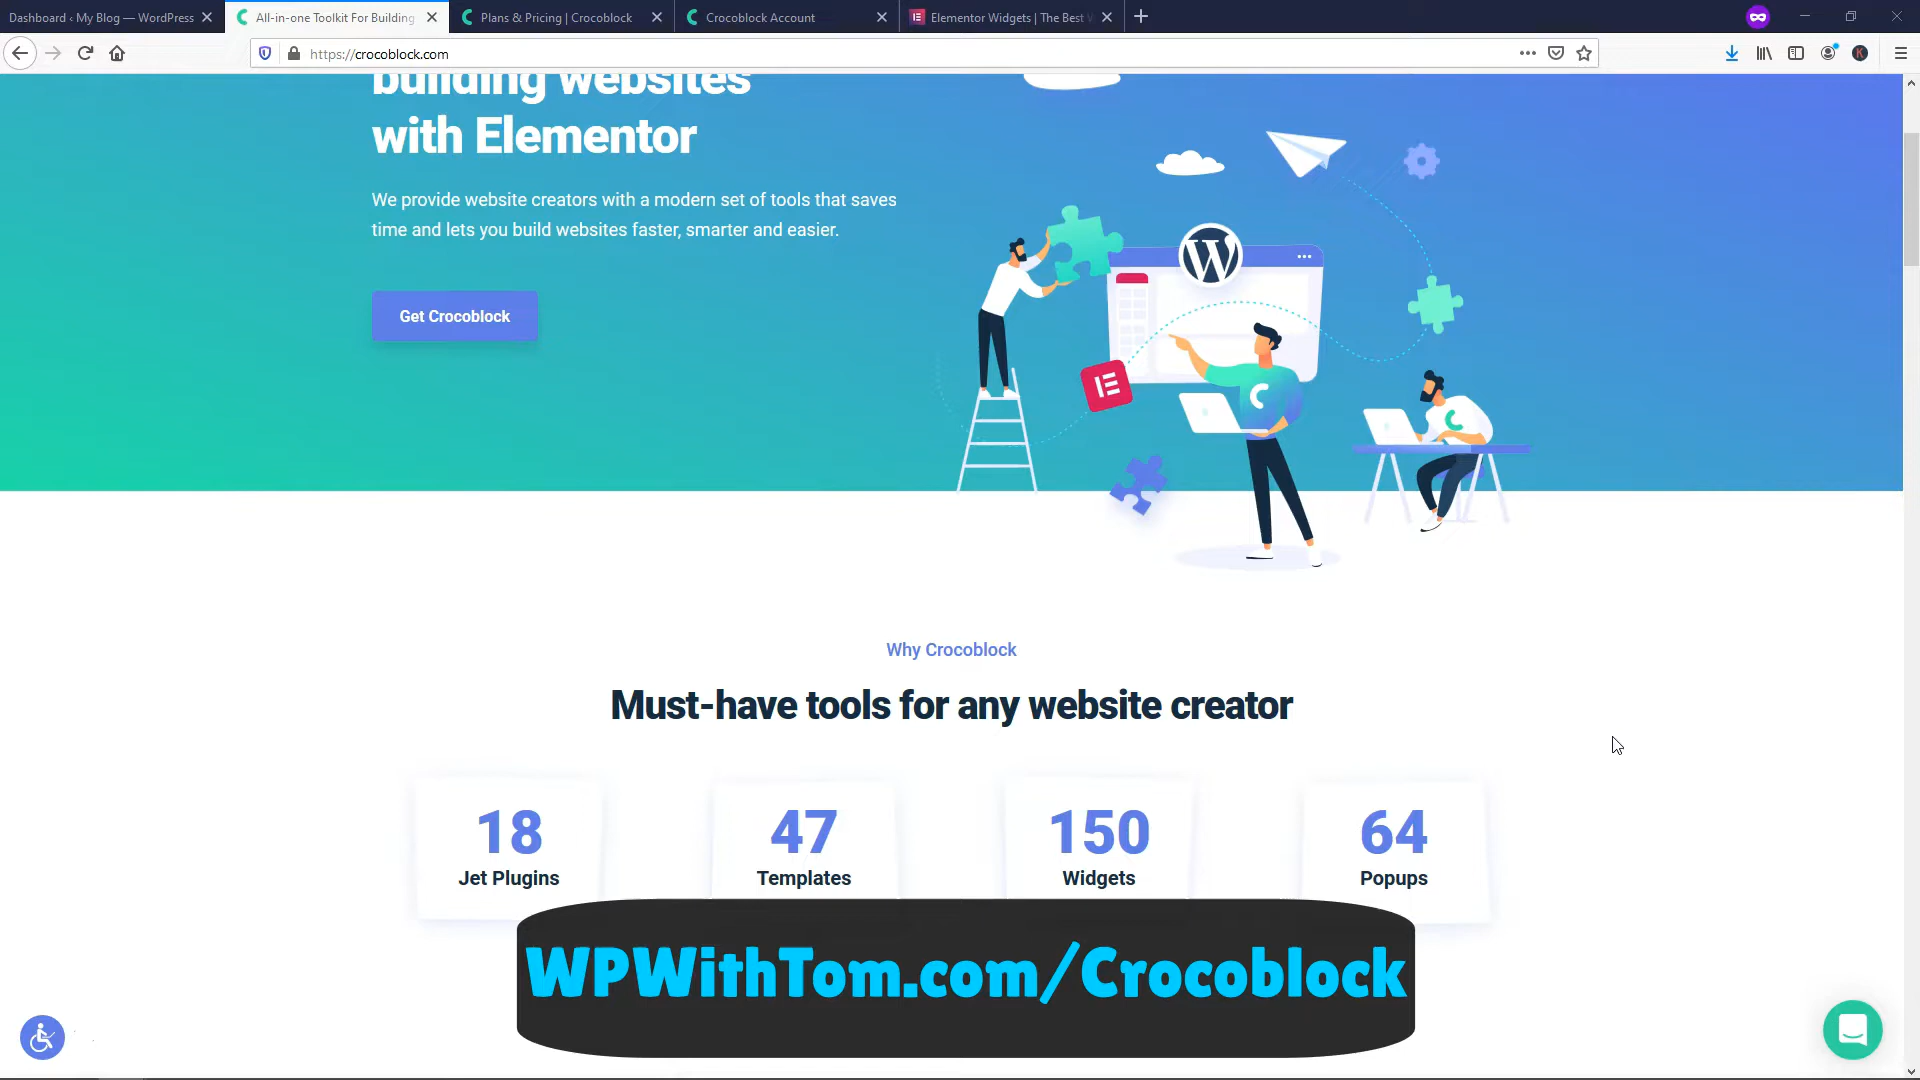 Dashboard ‹ My Blog — WordPress
All-in-one Toolkit For Building
Plans & Pricing | Crocoblock
Crocoblock Account
Elementor Widgets | The Best
https://crocoblock.com
K
building websites
with Elementor
We provide website creators with a modern set of tools that saves
time and lets you build websites faster, smarter and easier.
Get Crocoblock
Why Crocoblock
Must-have tools for any website creator
18
Jet Plugins
47
Templates
150
Widgets
64
Popups
WPWithTom.com/Crocoblock